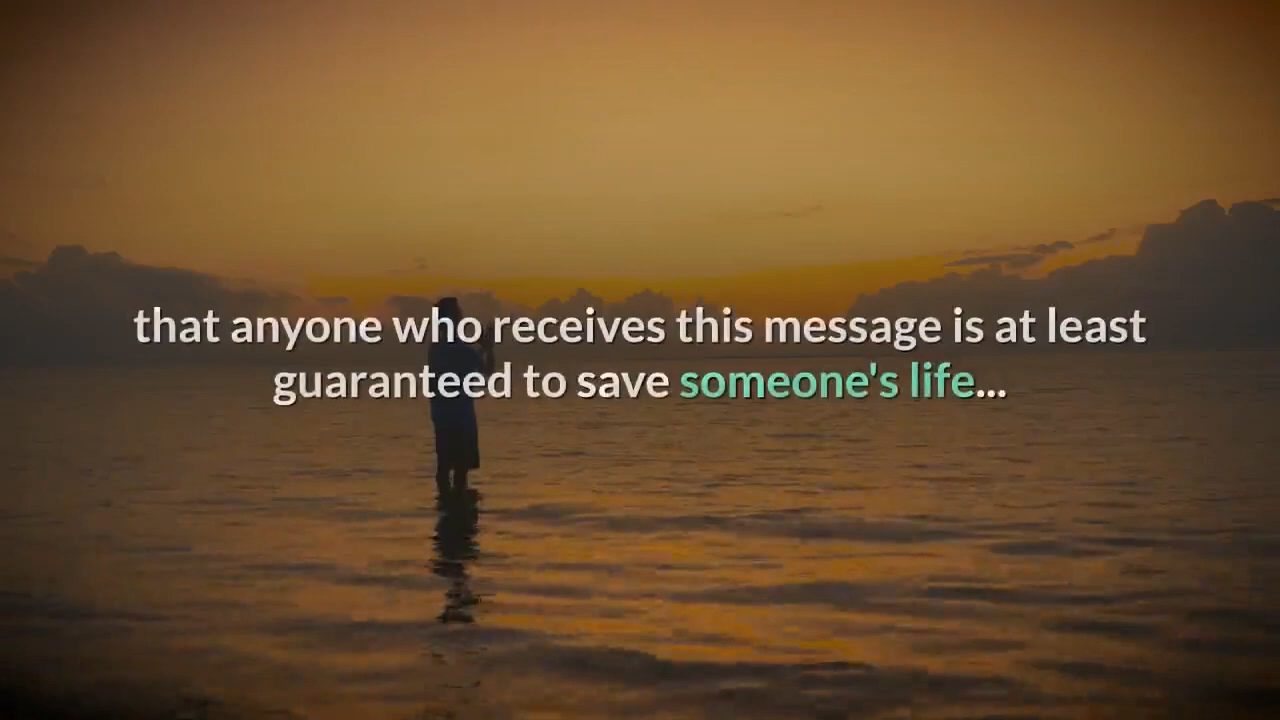 that anyone who receives this message is at least
guaranteed to save someone's life...